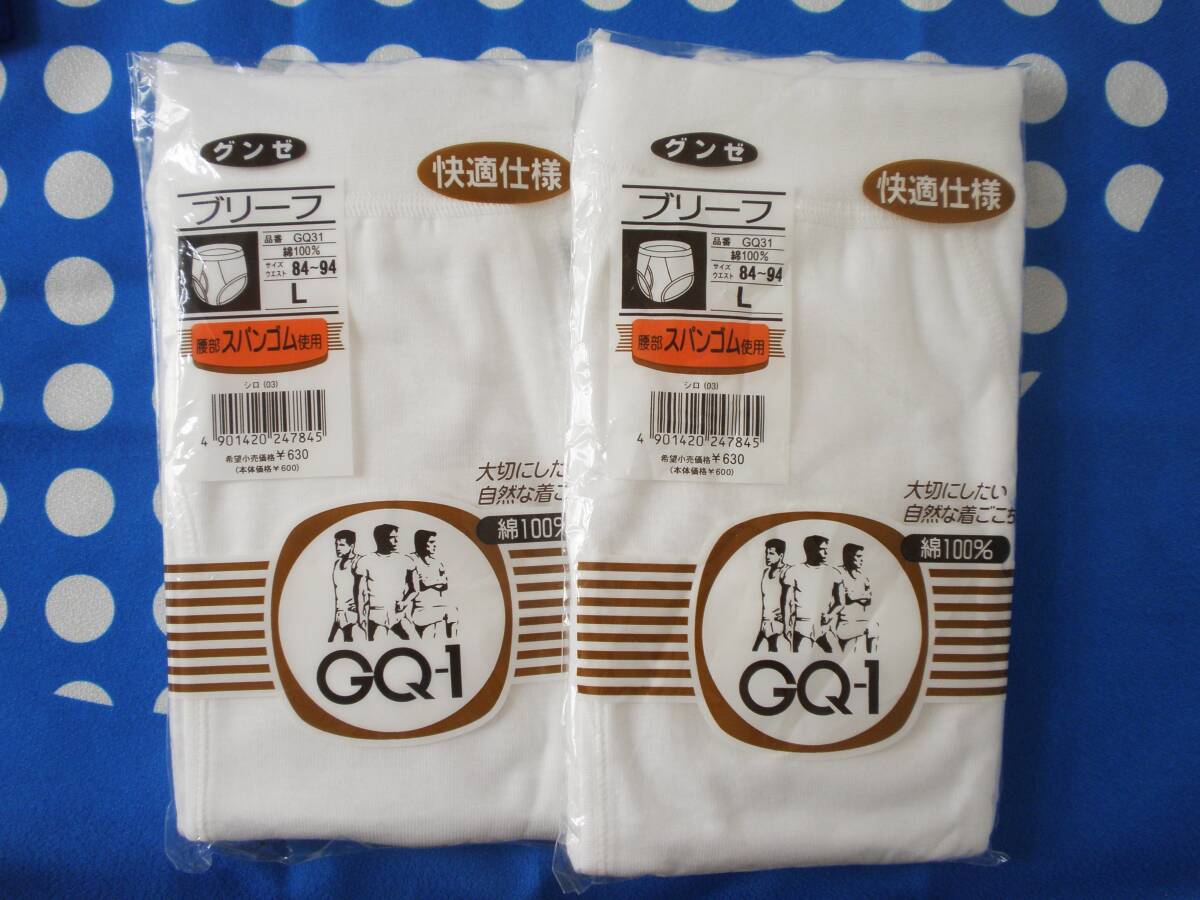 グンゼ
快適仕様
ブリーフ
品番 GQ31
綿100%
サイズ
ウエスト 84~94
L
腰部スパンゴム使用
シロ (03)
4 901420 247845
希望小売価格¥630
(本体価格¥600)
大切にした
自然な着ご
綿100%
GQ-1
グンゼ
快適仕様
ブリーフ
品番 GQ31
綿100%
サイズ
ウエスト 84~94
L
腰部スパンゴム使用
シロ (03)
4 901420 247845
希望小売価格¥630
(本体価格¥600)
大切にしたい
自然な着ごこち
綿100%
GQ-1